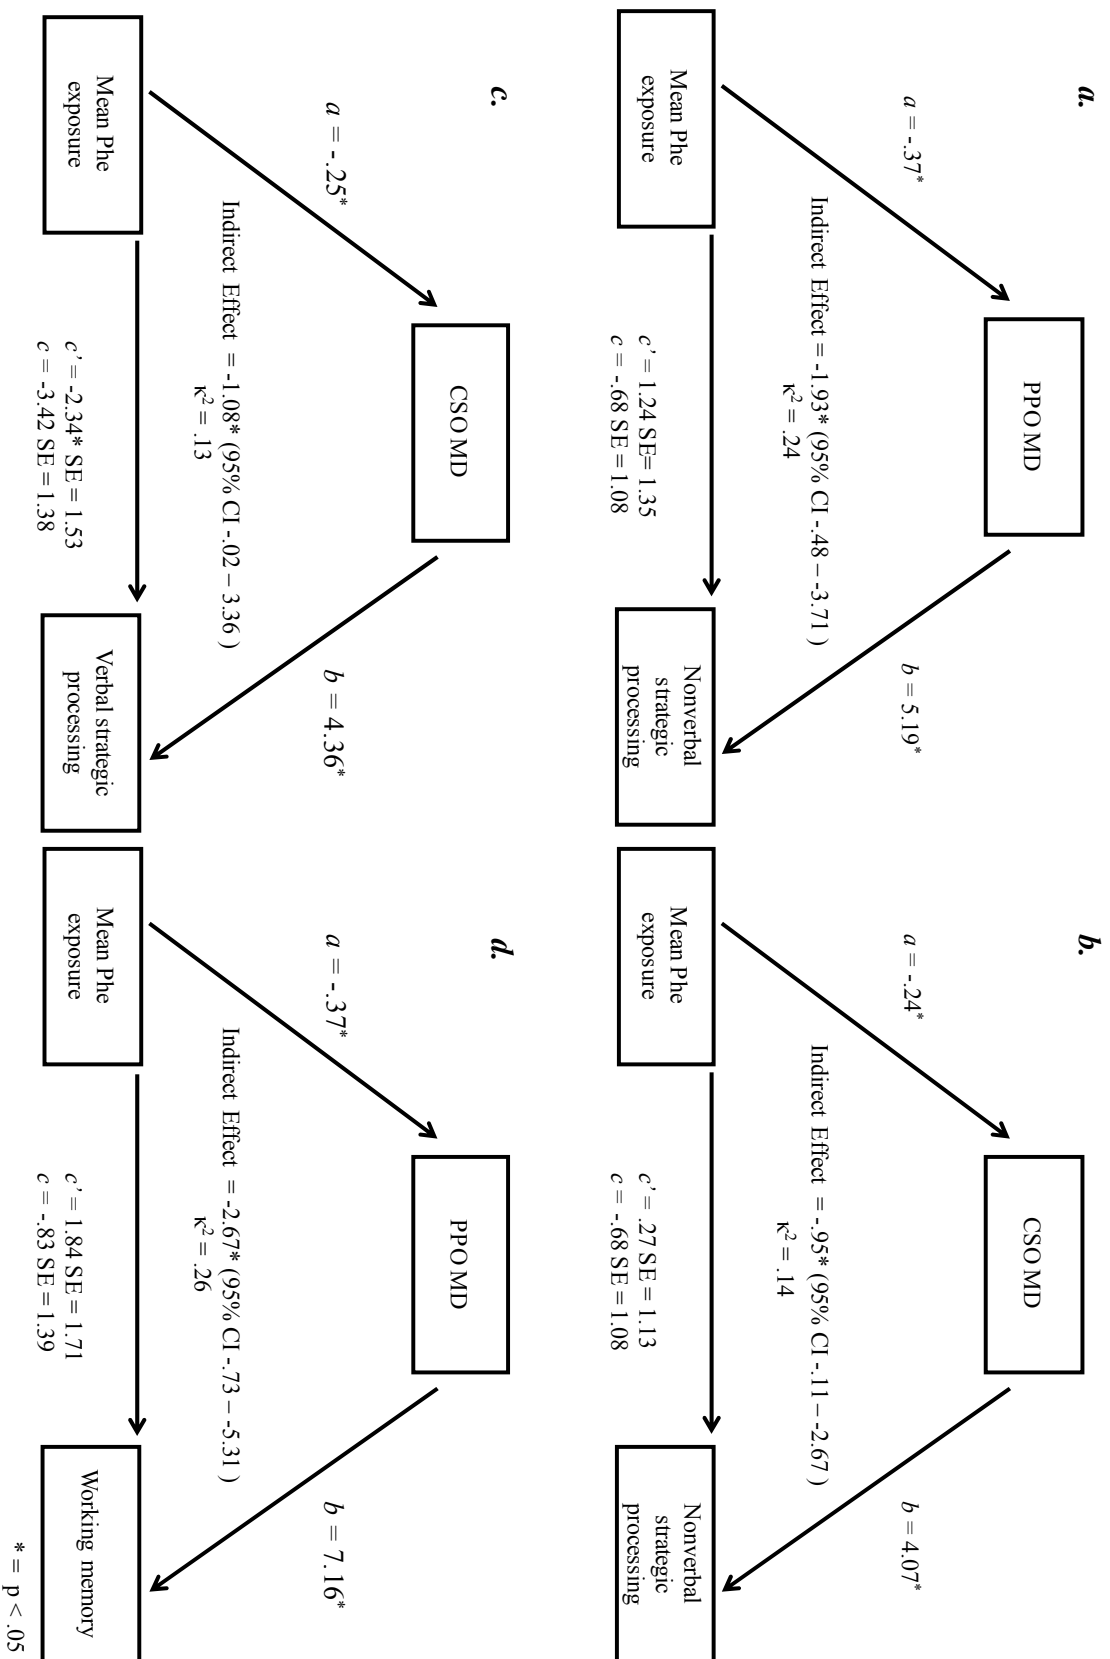 a.
PPO MD
a = -.37*
b = 5.19*
Indirect Effect = -1.93* (95% CI -.48 – -3.71 )
κ² = .24
Mean Phe
exposure
c' = 1.24 SE= 1.35
c = -.68 SE = 1.08
Nonverbal
strategic
processing
b.
CSO MD
a = -.24*
b = 4.07*
Indirect Effect = -.95* (95% CI -.11 – -2.67 )
κ² = .14
Mean Phe
exposure
c' = .27 SE = 1.13
c = -.68 SE = 1.08
Nonverbal
strategic
processing
c.
CSO MD
a = -.25*
b = 4.36*
Indirect Effect = -1.08* (95% CI -.02 – 3.36 )
κ² = .13
Mean Phe
exposure
c' = -2.34* SE = 1.53
c = -3.42 SE = 1.38
Verbal strategic
processing
d.
PPO MD
a = -.37*
b = 7.16*
Indirect Effect = -2.67* (95% CI -.73 – -5.31 )
κ² = .26
Mean Phe
exposure
c' = 1.84 SE = 1.71
c = -.83 SE = 1.39
Working memory
* = p < .05